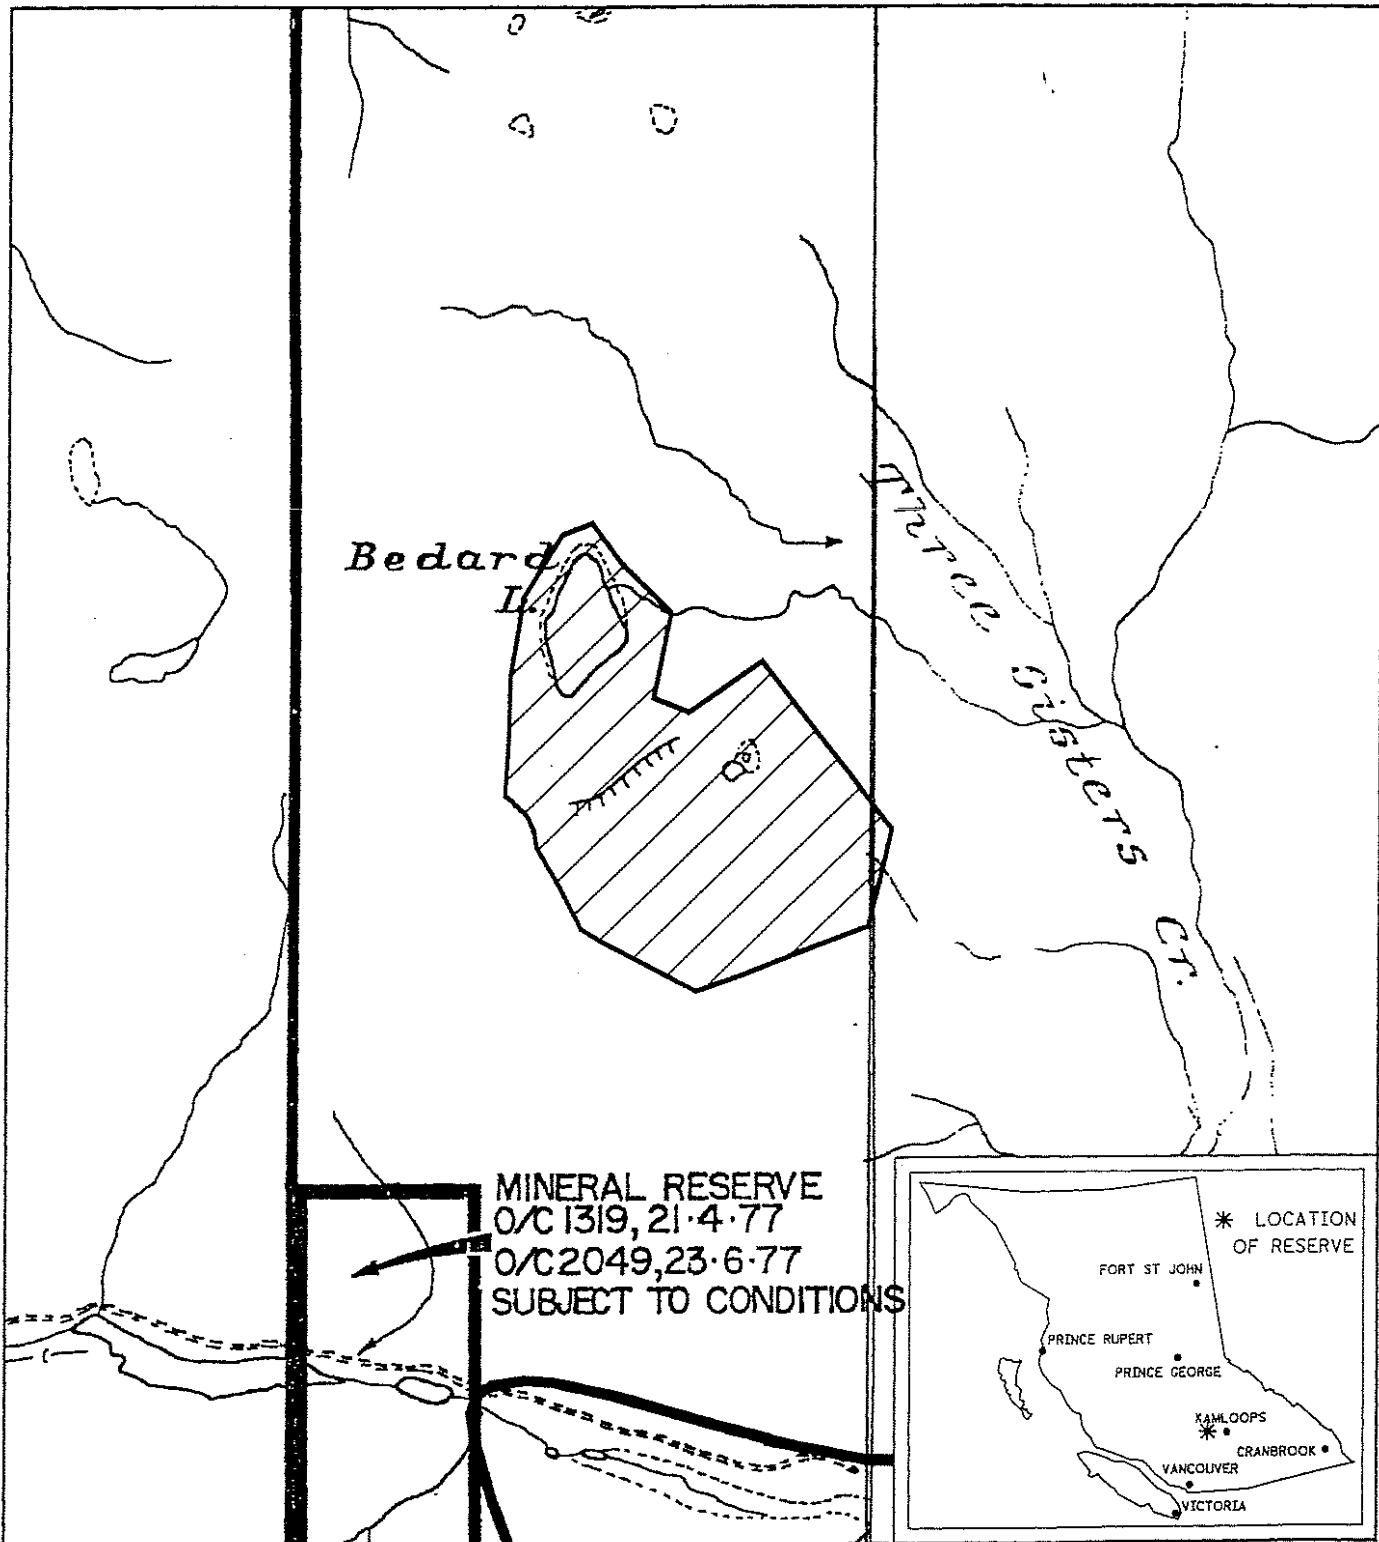 Bedard
L.
Three Sisters Cr.
MINERAL RESERVE
O/C 1319, 21·4·77
O/C 2049, 23·6·77
SUBJECT TO CONDITIONS
* LOCATION
OF RESERVE
FORT ST JOHN
PRINCE RUPERT
PRINCE GEORGE
KAMLOOPS
CRANBROOK
VANCOUVER
VICTORIA